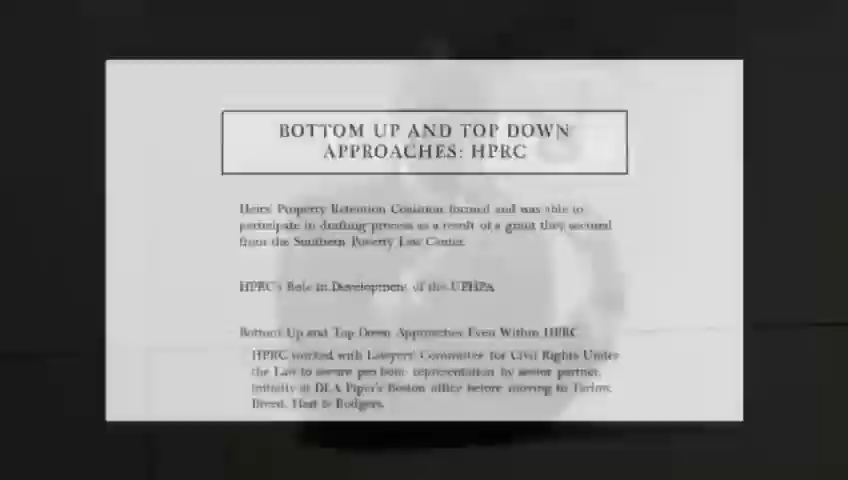 BOTTOM UP AND TOP DOWN
APPROACHES: HPRC
Heirs' Property Retention Coalition formed and was able to
participate in drafting process as a result of a grant they secured
from the Southern Poverty Law Center
HPRC's Role in Development of the UPHPA
Bottom Up and Top Down Approaches Even Within HPRC
HPRC worked with Lawyers' Committee for Civil Rights Under
the Law to secure pro bono representation by senior partner,
initially at DLA Piper's Boston office before moving to Tarlow,
Breed, Hart & Rodgers.